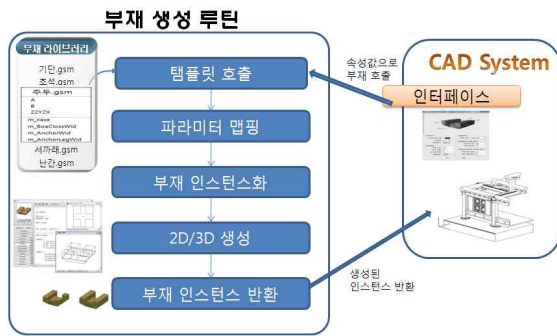 부재 생성 루틴
부재 라이브러리
기단.gsm
초석.gsm
주두.gsm
A
B
ZZYZX
m_case
m_BoaClossWid
m_AnchorWid
m_AnchorLegWid
서까래.gsm
난간.gsm
탬플릿 호출
파라미터 맵핑
부재 인스턴스화
2D/3D 생성
부재 인스턴스 반환
속성값으로
부재 호출
CAD System
인터페이스
생성된
인스턴스 반환